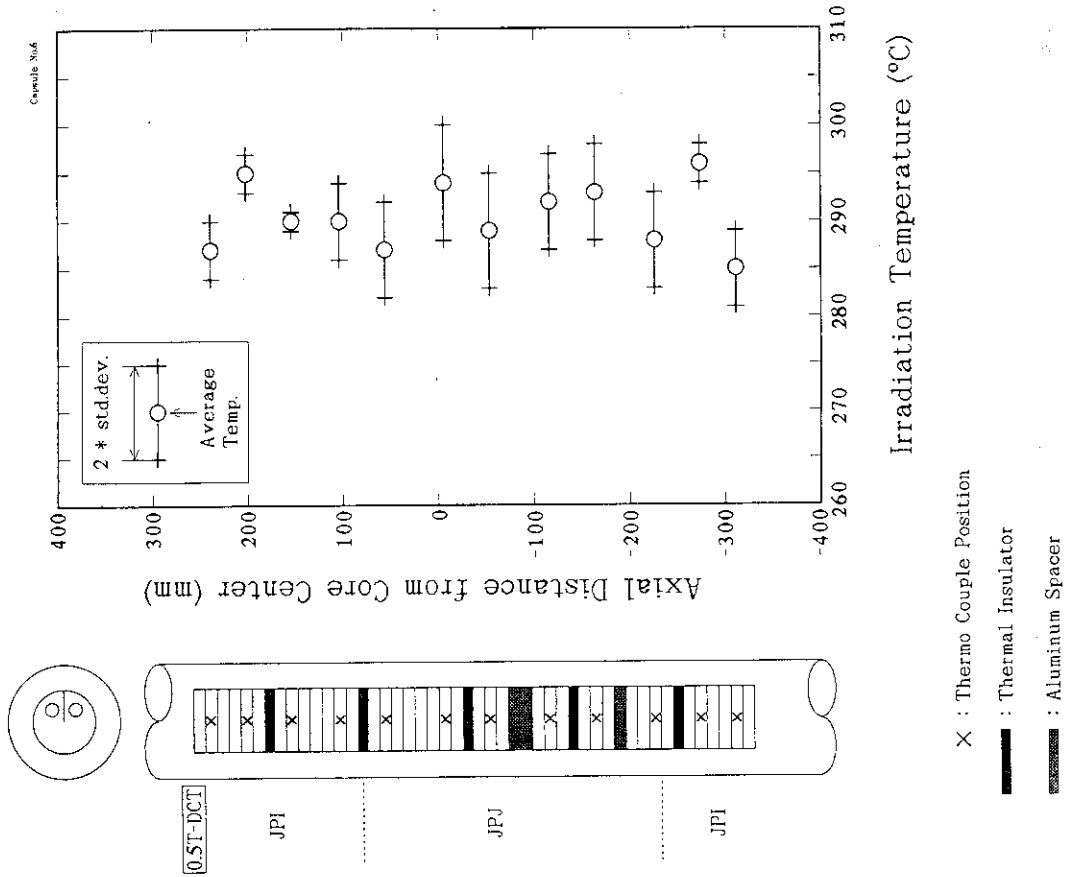 Capsule No.6
0.5T-DCT
JPI
JPJ
JPI
2 * std.dev.
Average
Temp.
Axial Distance from Core Center (mm)
400
300
200
100
0
-100
-200
-300
-400
260
270
280
290
300
310
Irradiation Temperature (°C)
× : Thermo Couple Position
: Thermal Insulator
: Aluminum Spacer